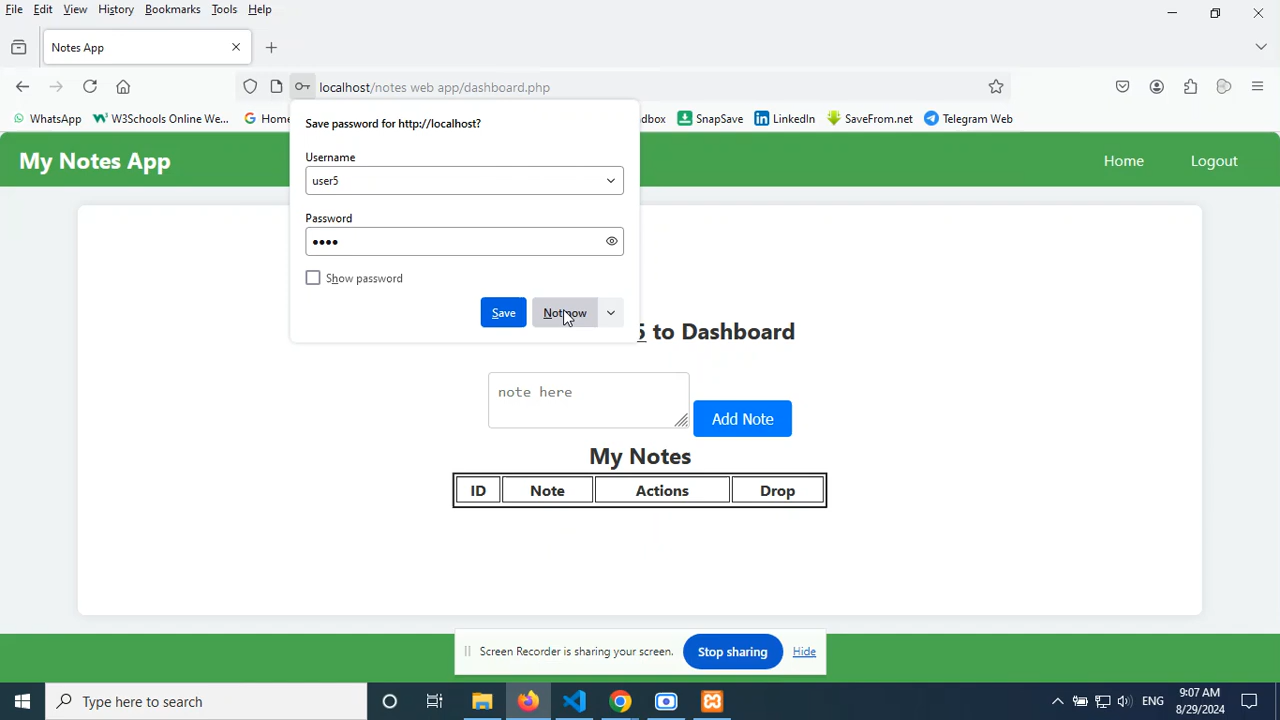 File Edit View History Bookmarks Tools Help
Notes App
localhost/notes web app/dashboard.php
WhatsApp W3Schools Online We... Home box SnapSave LinkedIn SaveFrom.net Telegram Web
My Notes App Home Logout
Save password for http://localhost?
Username
user5
Password
••••
Show password
Save Not now
5 to Dashboard
note here
Add Note
My Notes
ID Note Actions Drop
Screen Recorder is sharing your screen. Stop sharing Hide
Type here to search
ENG
9:07 AM
8/29/2024